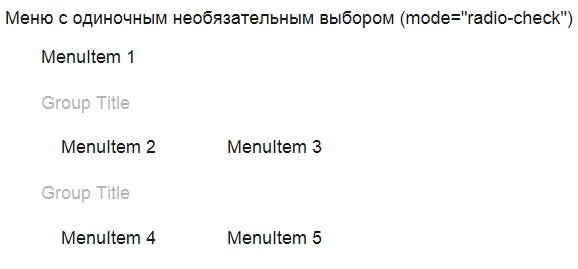 Меню с одиночным необязательным выбором (mode="radio-check")
MenuItem 1
Group Title
MenuItem 2 MenuItem 3
Group Title
MenuItem 4 MenuItem 5